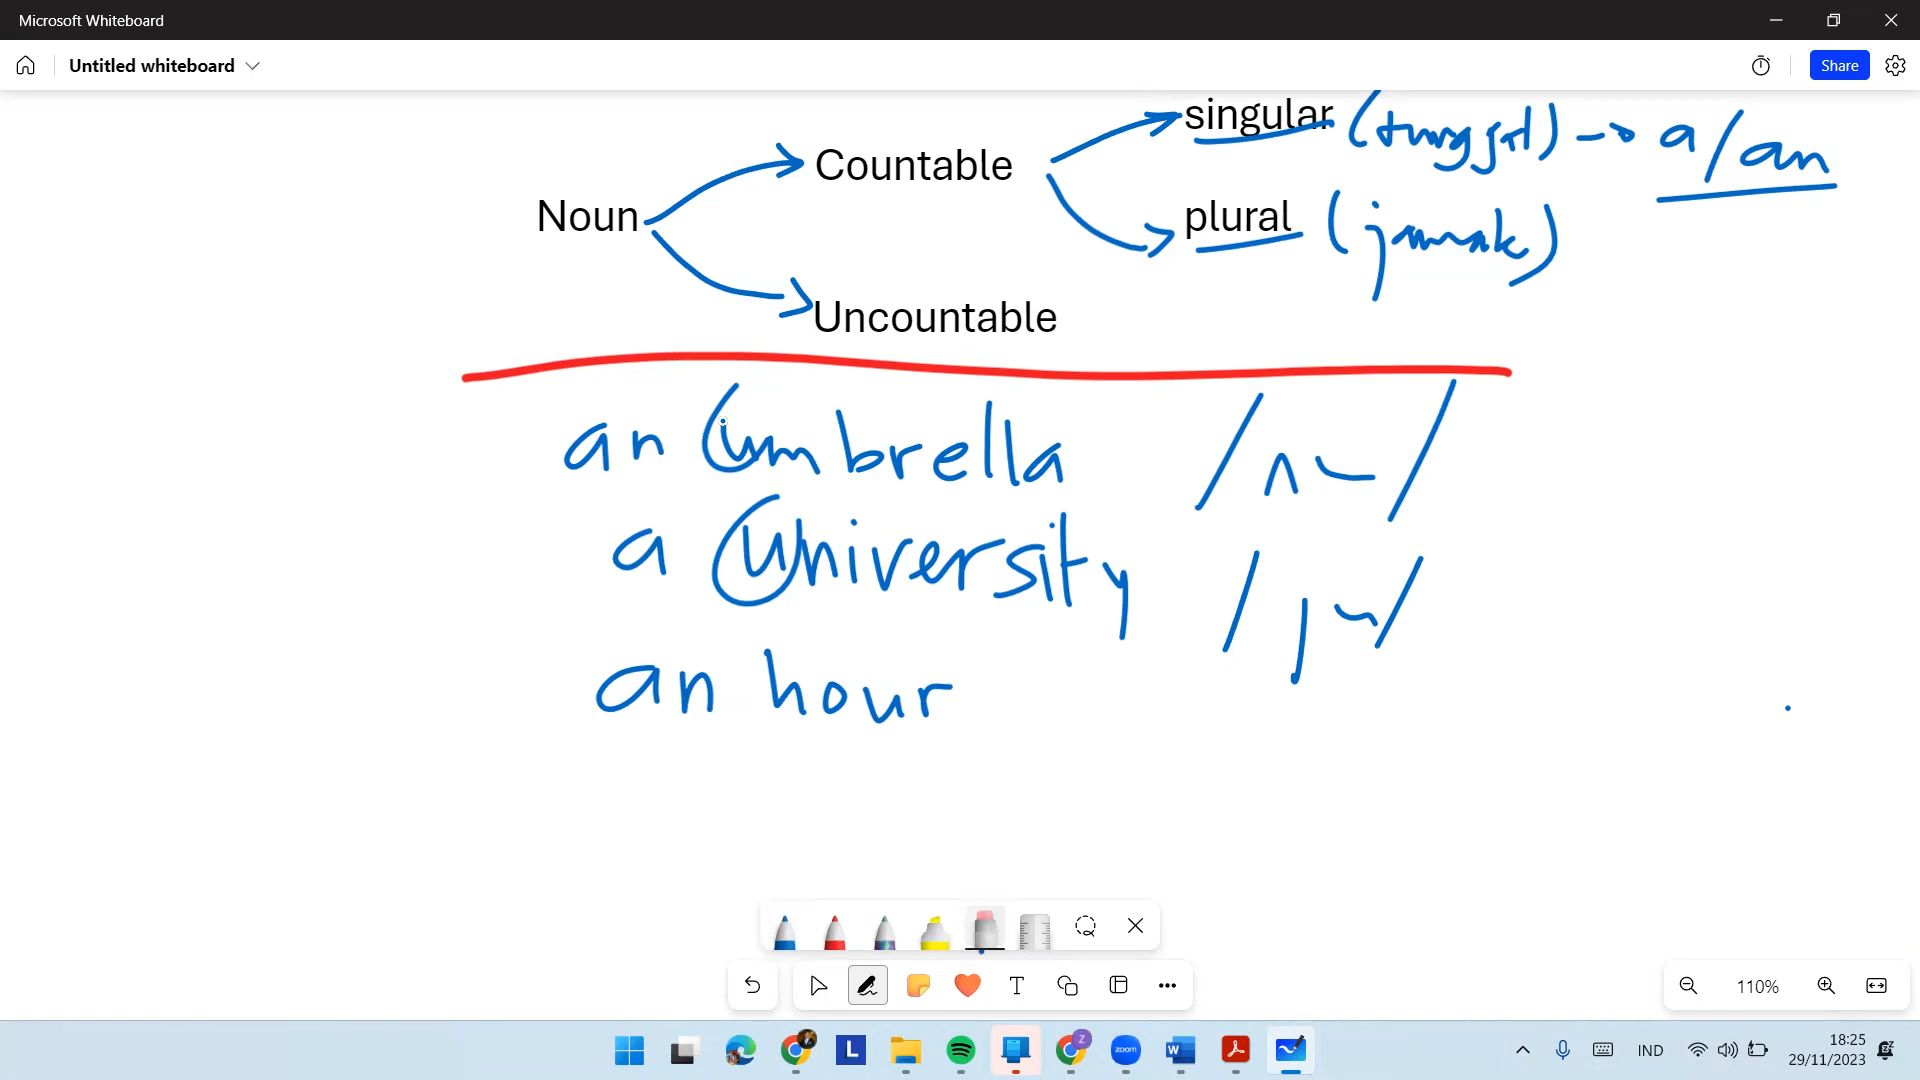 Microsoft Whiteboard
Untitled whiteboard
Share
singular (tunggal) → a/an
Countable
Noun
plural (jamak)
Uncountable
an umbrella
a university
an hour
110%
L
zoom
W
Z
IND
18:25
29/11/2023